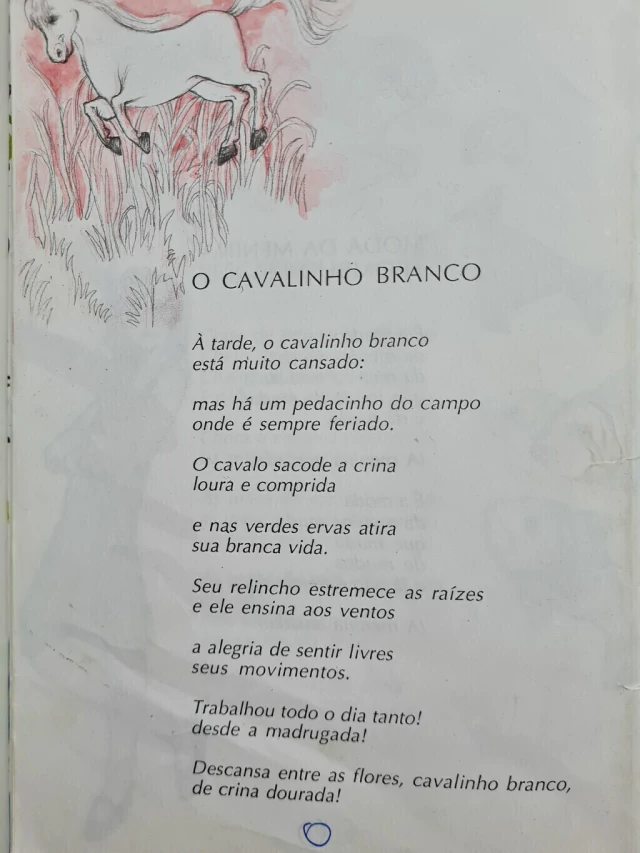 O CAVALINHO BRANCO
À tarde, o cavalinho branco
está muito cansado:
mas há um pedacinho do campo
onde é sempre feriado.
O cavalo sacode a crina
loura e comprida
e nas verdes ervas atira
sua branca vida.
Seu relincho estremece as raízes
e ele ensina aos ventos
a alegria de sentir livres
seus movimentos.
Trabalhou todo o dia tanto!
desde a madrugada!
Descansa entre as flores, cavalinho branco,
de crina dourada!